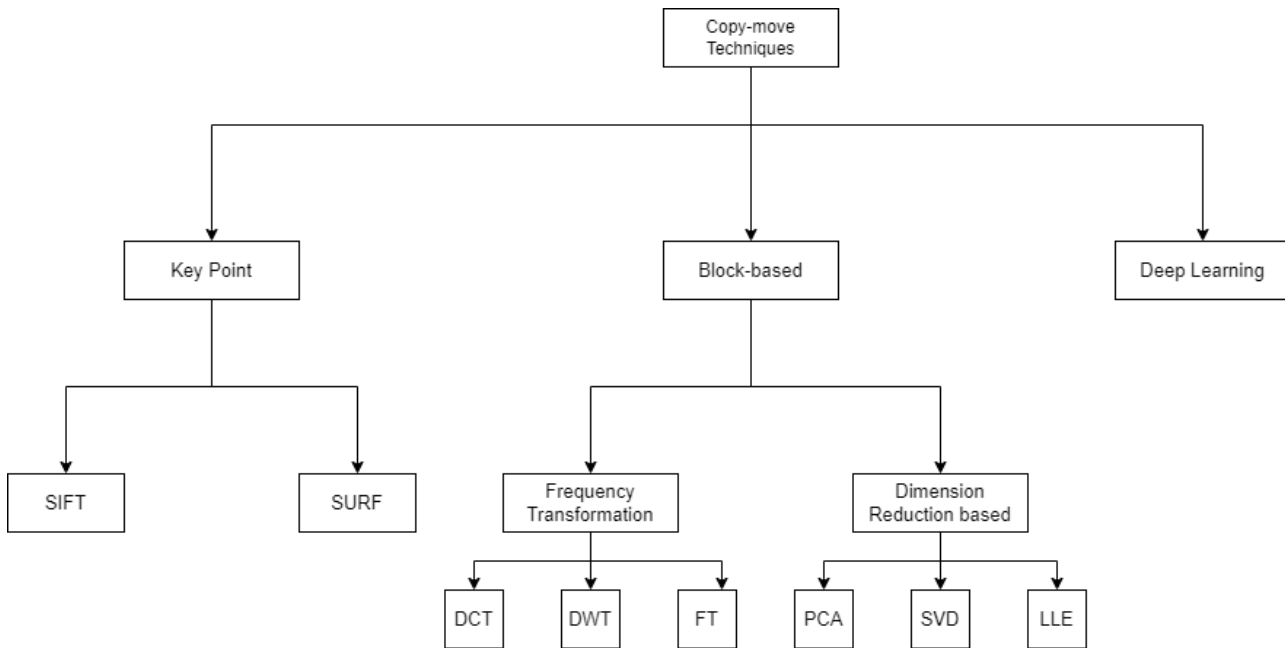 Copy-move
Techniques
Key Point
Block-based
Deep Learning
SIFT
SURF
Frequency
Transformation
Dimension
Reduction based
DCT
DWT
FT
PCA
SVD
LLE